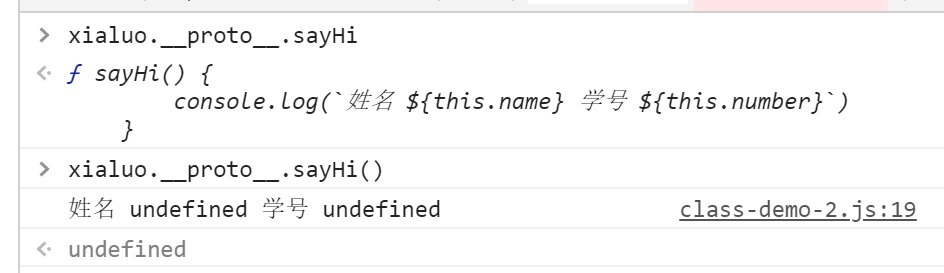 > xialuo.__proto__.sayHi
ƒ sayHi() {
console.log(`姓名 ${this.name} 学号 ${this.number}`)
}
> xialuo.__proto__.sayHi()
姓名 undefined 学号 undefined class-demo-2.js:19
undefined